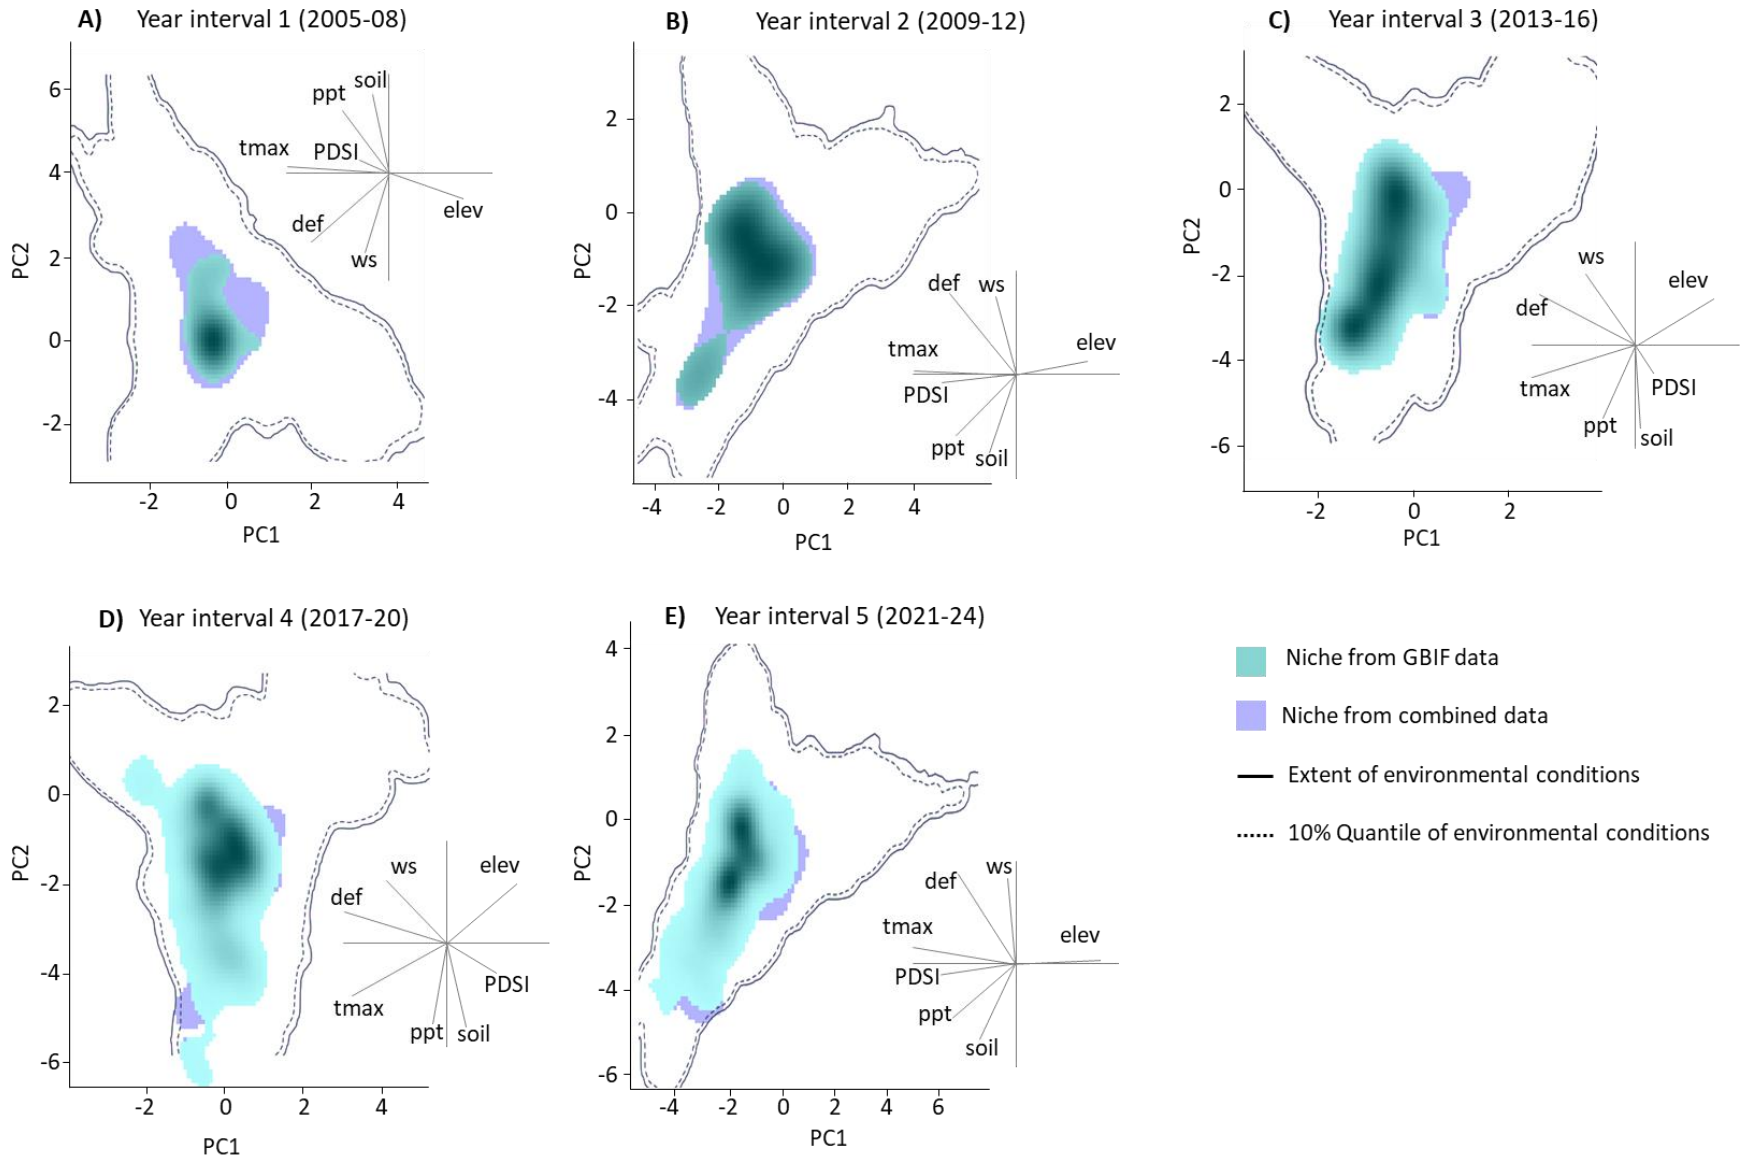 A) Year interval 1 (2005-08)
6
4
2
0
-2
PC2
-2
0
2
4
PC1
soil
ppt
tmax
PDSI
elev
def
ws
B) Year interval 2 (2009-12)
2
0
-2
-4
PC2
-4
-2
0
2
4
PC1
def
ws
elev
tmax
PDSI
ppt
soil
C) Year interval 3 (2013-16)
2
0
-2
-4
-6
PC2
-2
0
2
PC1
ws
elev
def
tmax
PDSI
ppt
soil
D) Year interval 4 (2017-20)
2
0
-2
-4
-6
PC2
-2
0
2
4
PC1
ws
elev
def
PDSI
tmax
ppt
soil
E) Year interval 5 (2021-24)
4
2
0
-2
-4
-6
PC2
-4
-2
0
2
4
6
PC1
ws
def
tmax
elev
PDSI
ppt
soil
Niche from GBIF data
Niche from combined data
Extent of environmental conditions
10% Quantile of environmental conditions